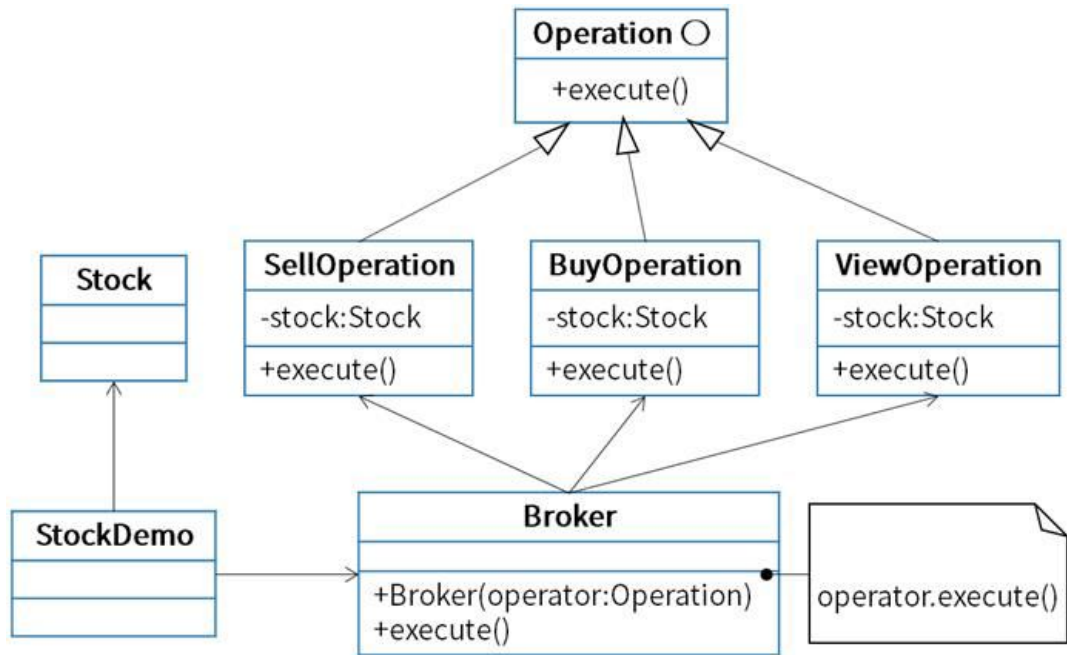 Operation
+execute()
SellOperation
-stock:Stock
+execute()
BuyOperation
-stock:Stock
+execute()
ViewOperation
-stock:Stock
+execute()
Stock
StockDemo
Broker
+Broker(operator:Operation)
+execute()
operator.execute()